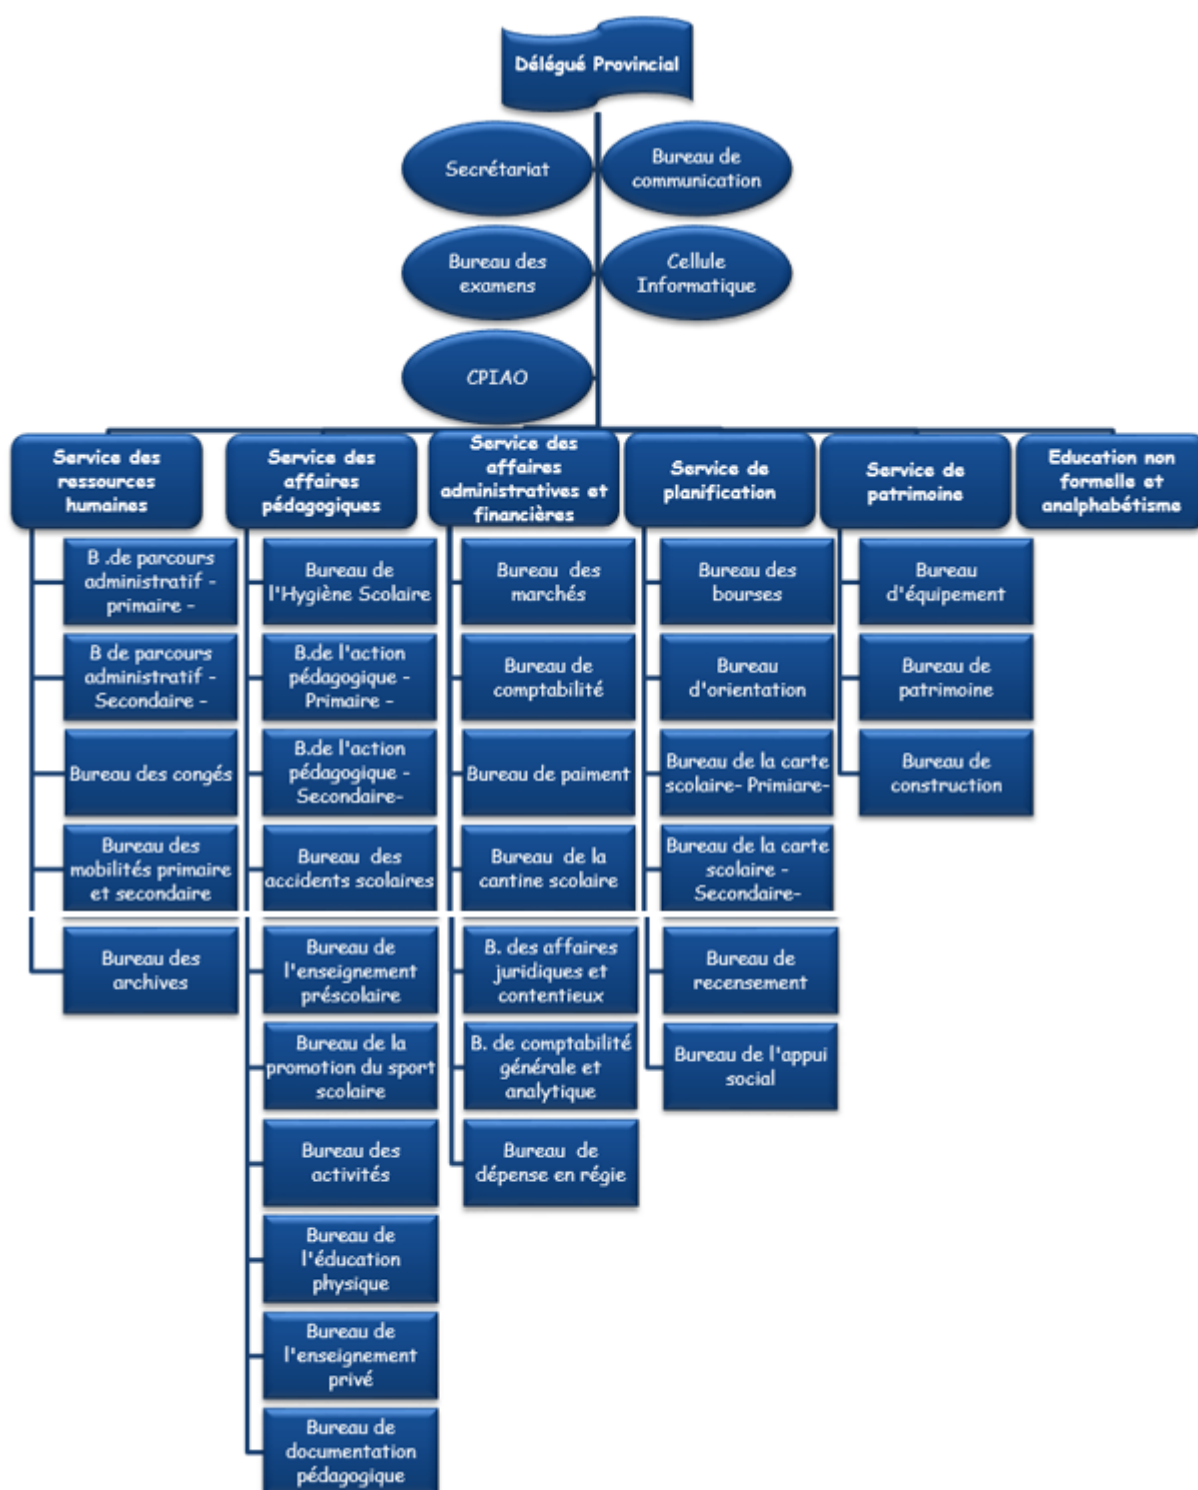 Délégué Provincial
Secrétariat
Bureau de
communication
Bureau des
examens
Cellule
Informatique
CPIAO
Service des
ressources
humaines
Service des
affaires
pédagogiques
Service des
affaires
administratives et
financières
Service de
planification
Service de
patrimoine
Education non
formelle et
analphabétisme
B .de parcours
administratif -
primaire -
B de parcours
administratif -
Secondaire -
Bureau des congés
Bureau des
mobilités primaire
et secondaire
Bureau des
archives
Bureau de
l'Hygiène Scolaire
B.de l'action
pédagogique -
Primaire -
B.de l'action
pédagogique -
Secondaire-
Bureau des
accidents scolaires
Bureau de
l'enseignement
préscolaire
Bureau de la
promotion du sport
scolaire
Bureau des
activités
Bureau de
l'éducation
physique
Bureau de
l'enseignement
privé
Bureau de
documentation
pédagogique
Bureau des
marchés
Bureau de
comptabilité
Bureau de paiment
Bureau de la
cantine scolaire
B. des affaires
juridiques et
contentieux
B. de comptabilité
générale et
analytique
Bureau de
dépense en régie
Bureau des
bourses
Bureau
d'orientation
Bureau de la carte
scolaire- Primiare-
Bureau de la carte
scolaire -
Secondaire-
Bureau de
recensement
Bureau de l'appui
social
Bureau
d'équipement
Bureau de
patrimoine
Bureau de
construction